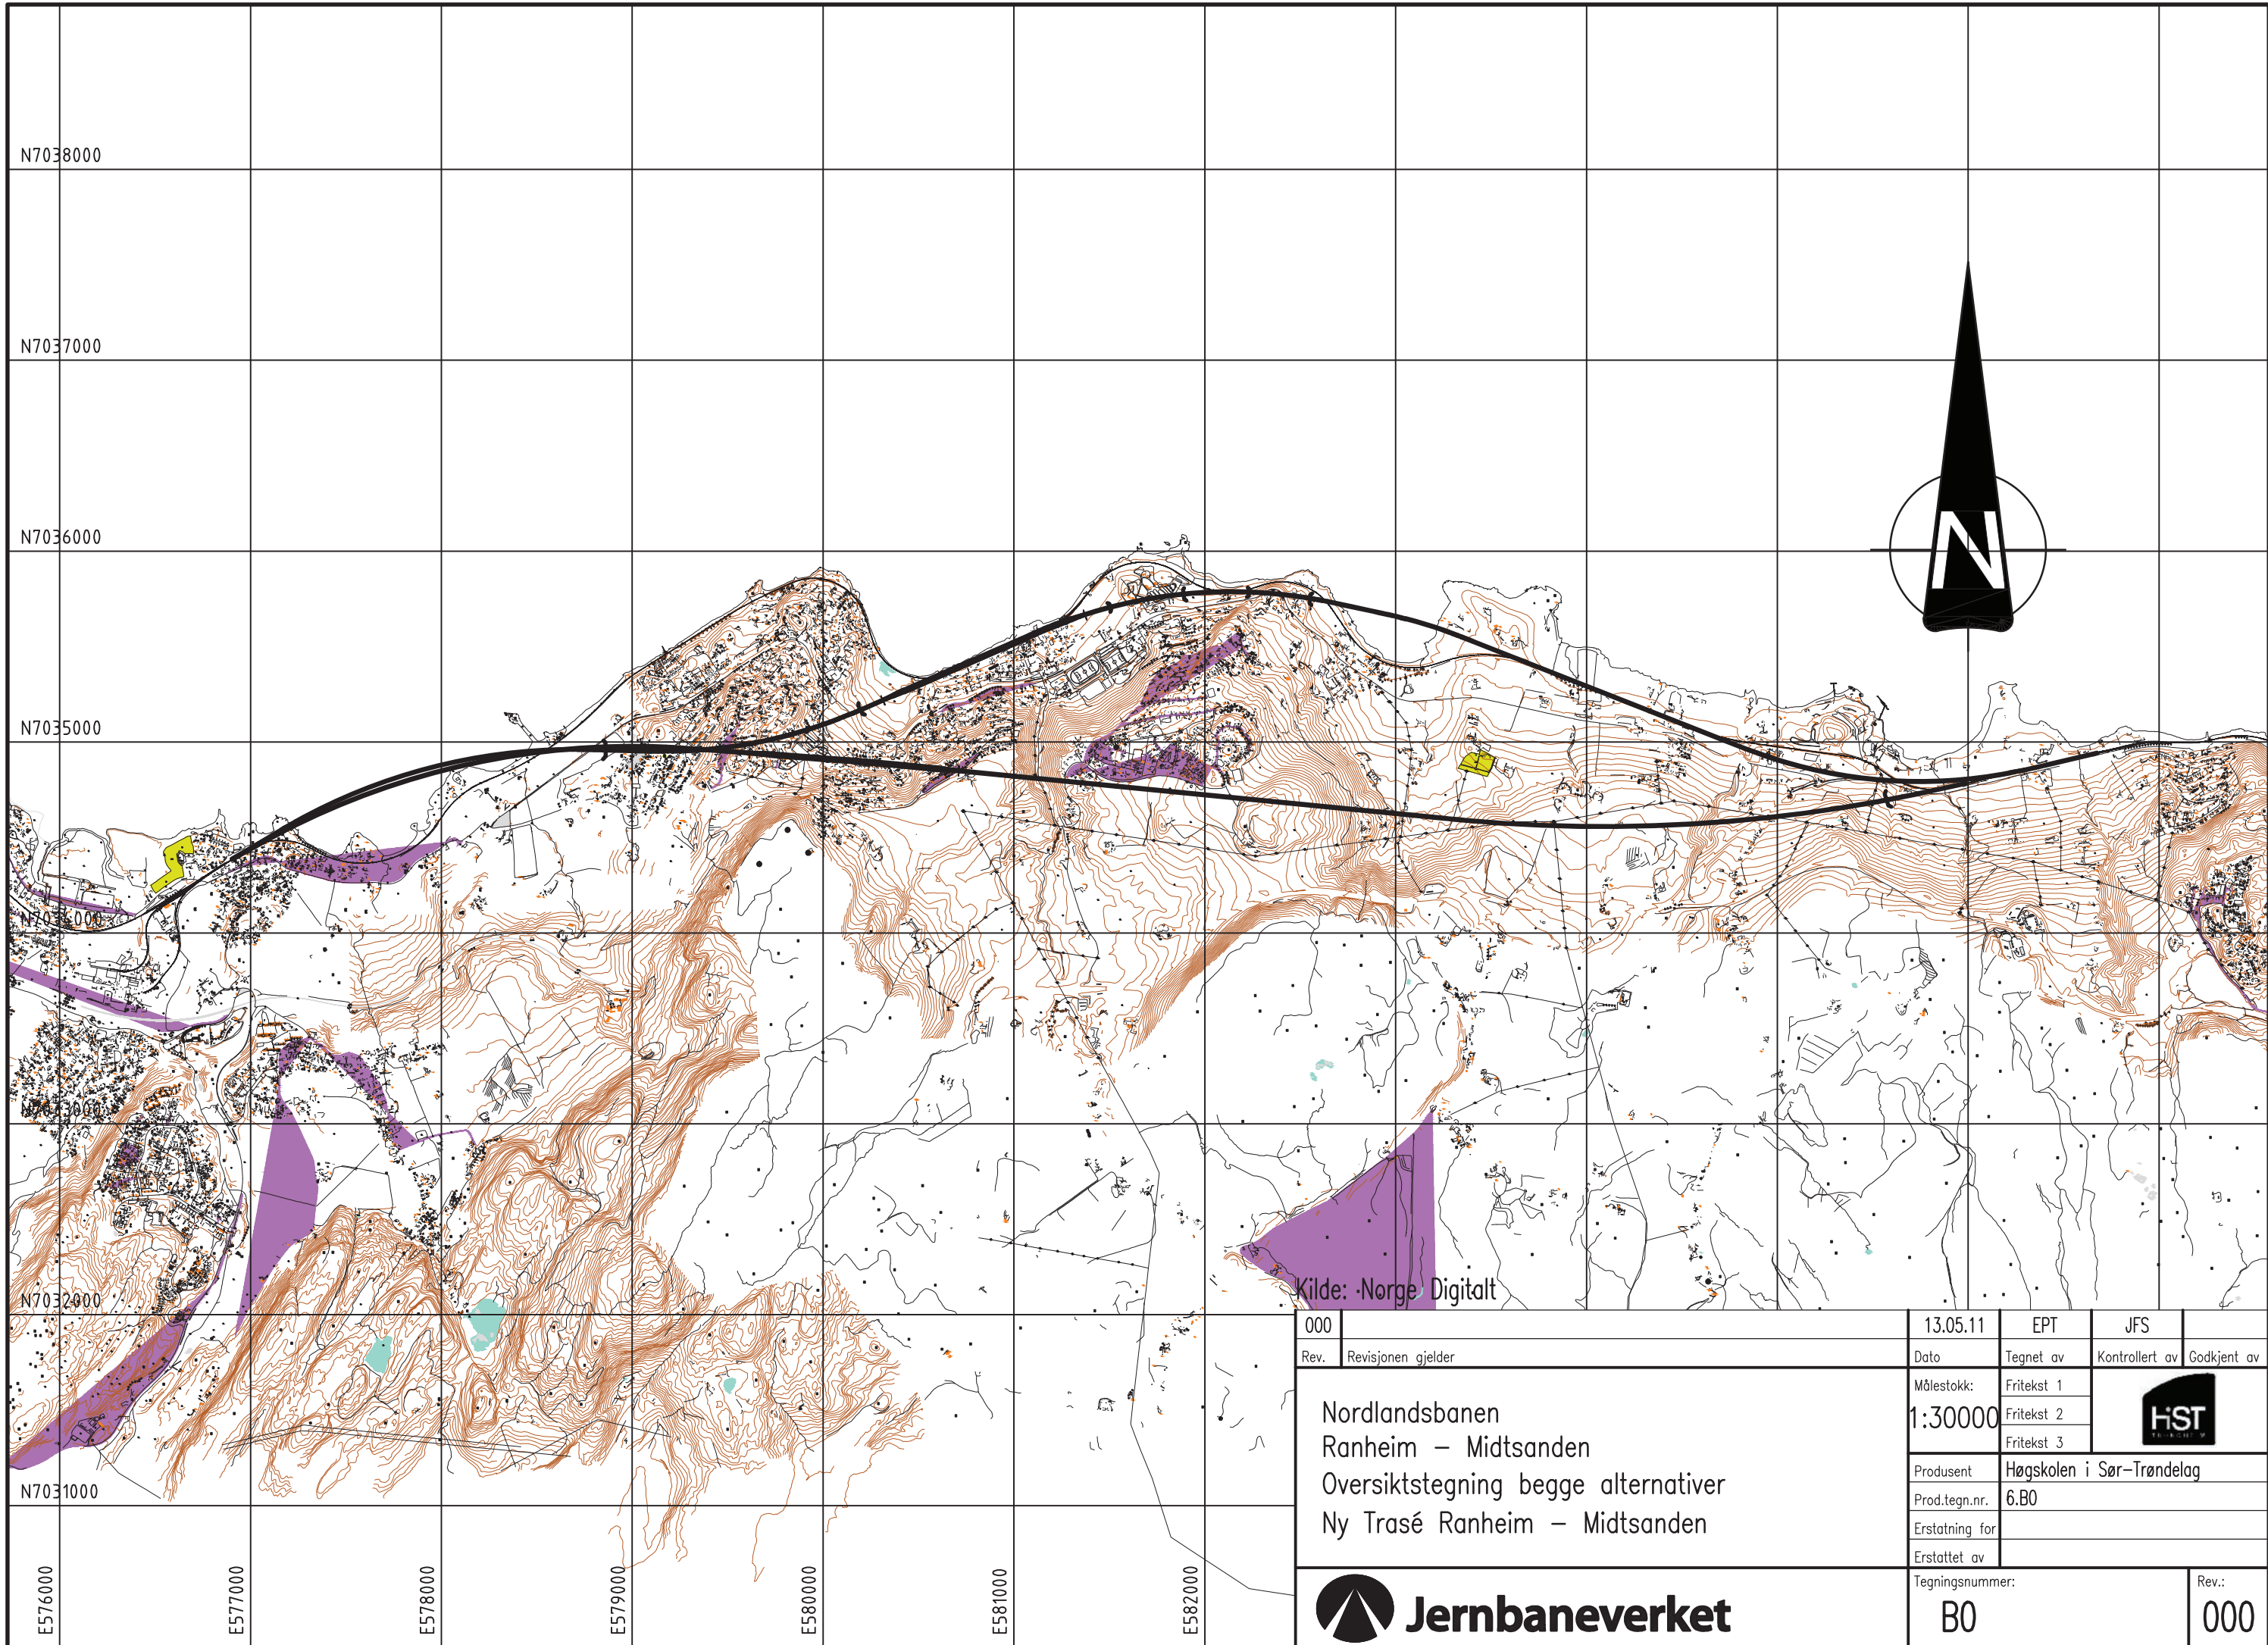 N7038000
N7037000
N7036000
N
N7035000
N7034000
N7033000
N7032000
Kilde: Norge Digitalt
N7031000
E576000
E577000
E578000
E579000
E580000
E581000
E582000
000
13.05.11
EPT
JFS
Rev.
Revisjonen gjelder
Dato
Tegnet av
Kontrollert av
Godkjent av
Nordlandsbanen
Ranheim – Midtsanden
Oversiktstegning begge alternativer
Ny Trasé Ranheim – Midtsanden
Målestokk:
1:30000
Fritekst 1
Fritekst 2
Fritekst 3
HiST
Produsent
Høgskolen i Sør-Trøndelag
Prod.tegn.nr.
6.B0
Erstatning for
Erstattet av
Jernbaneverket
Tegningsnummer:
B0
Rev.:
000